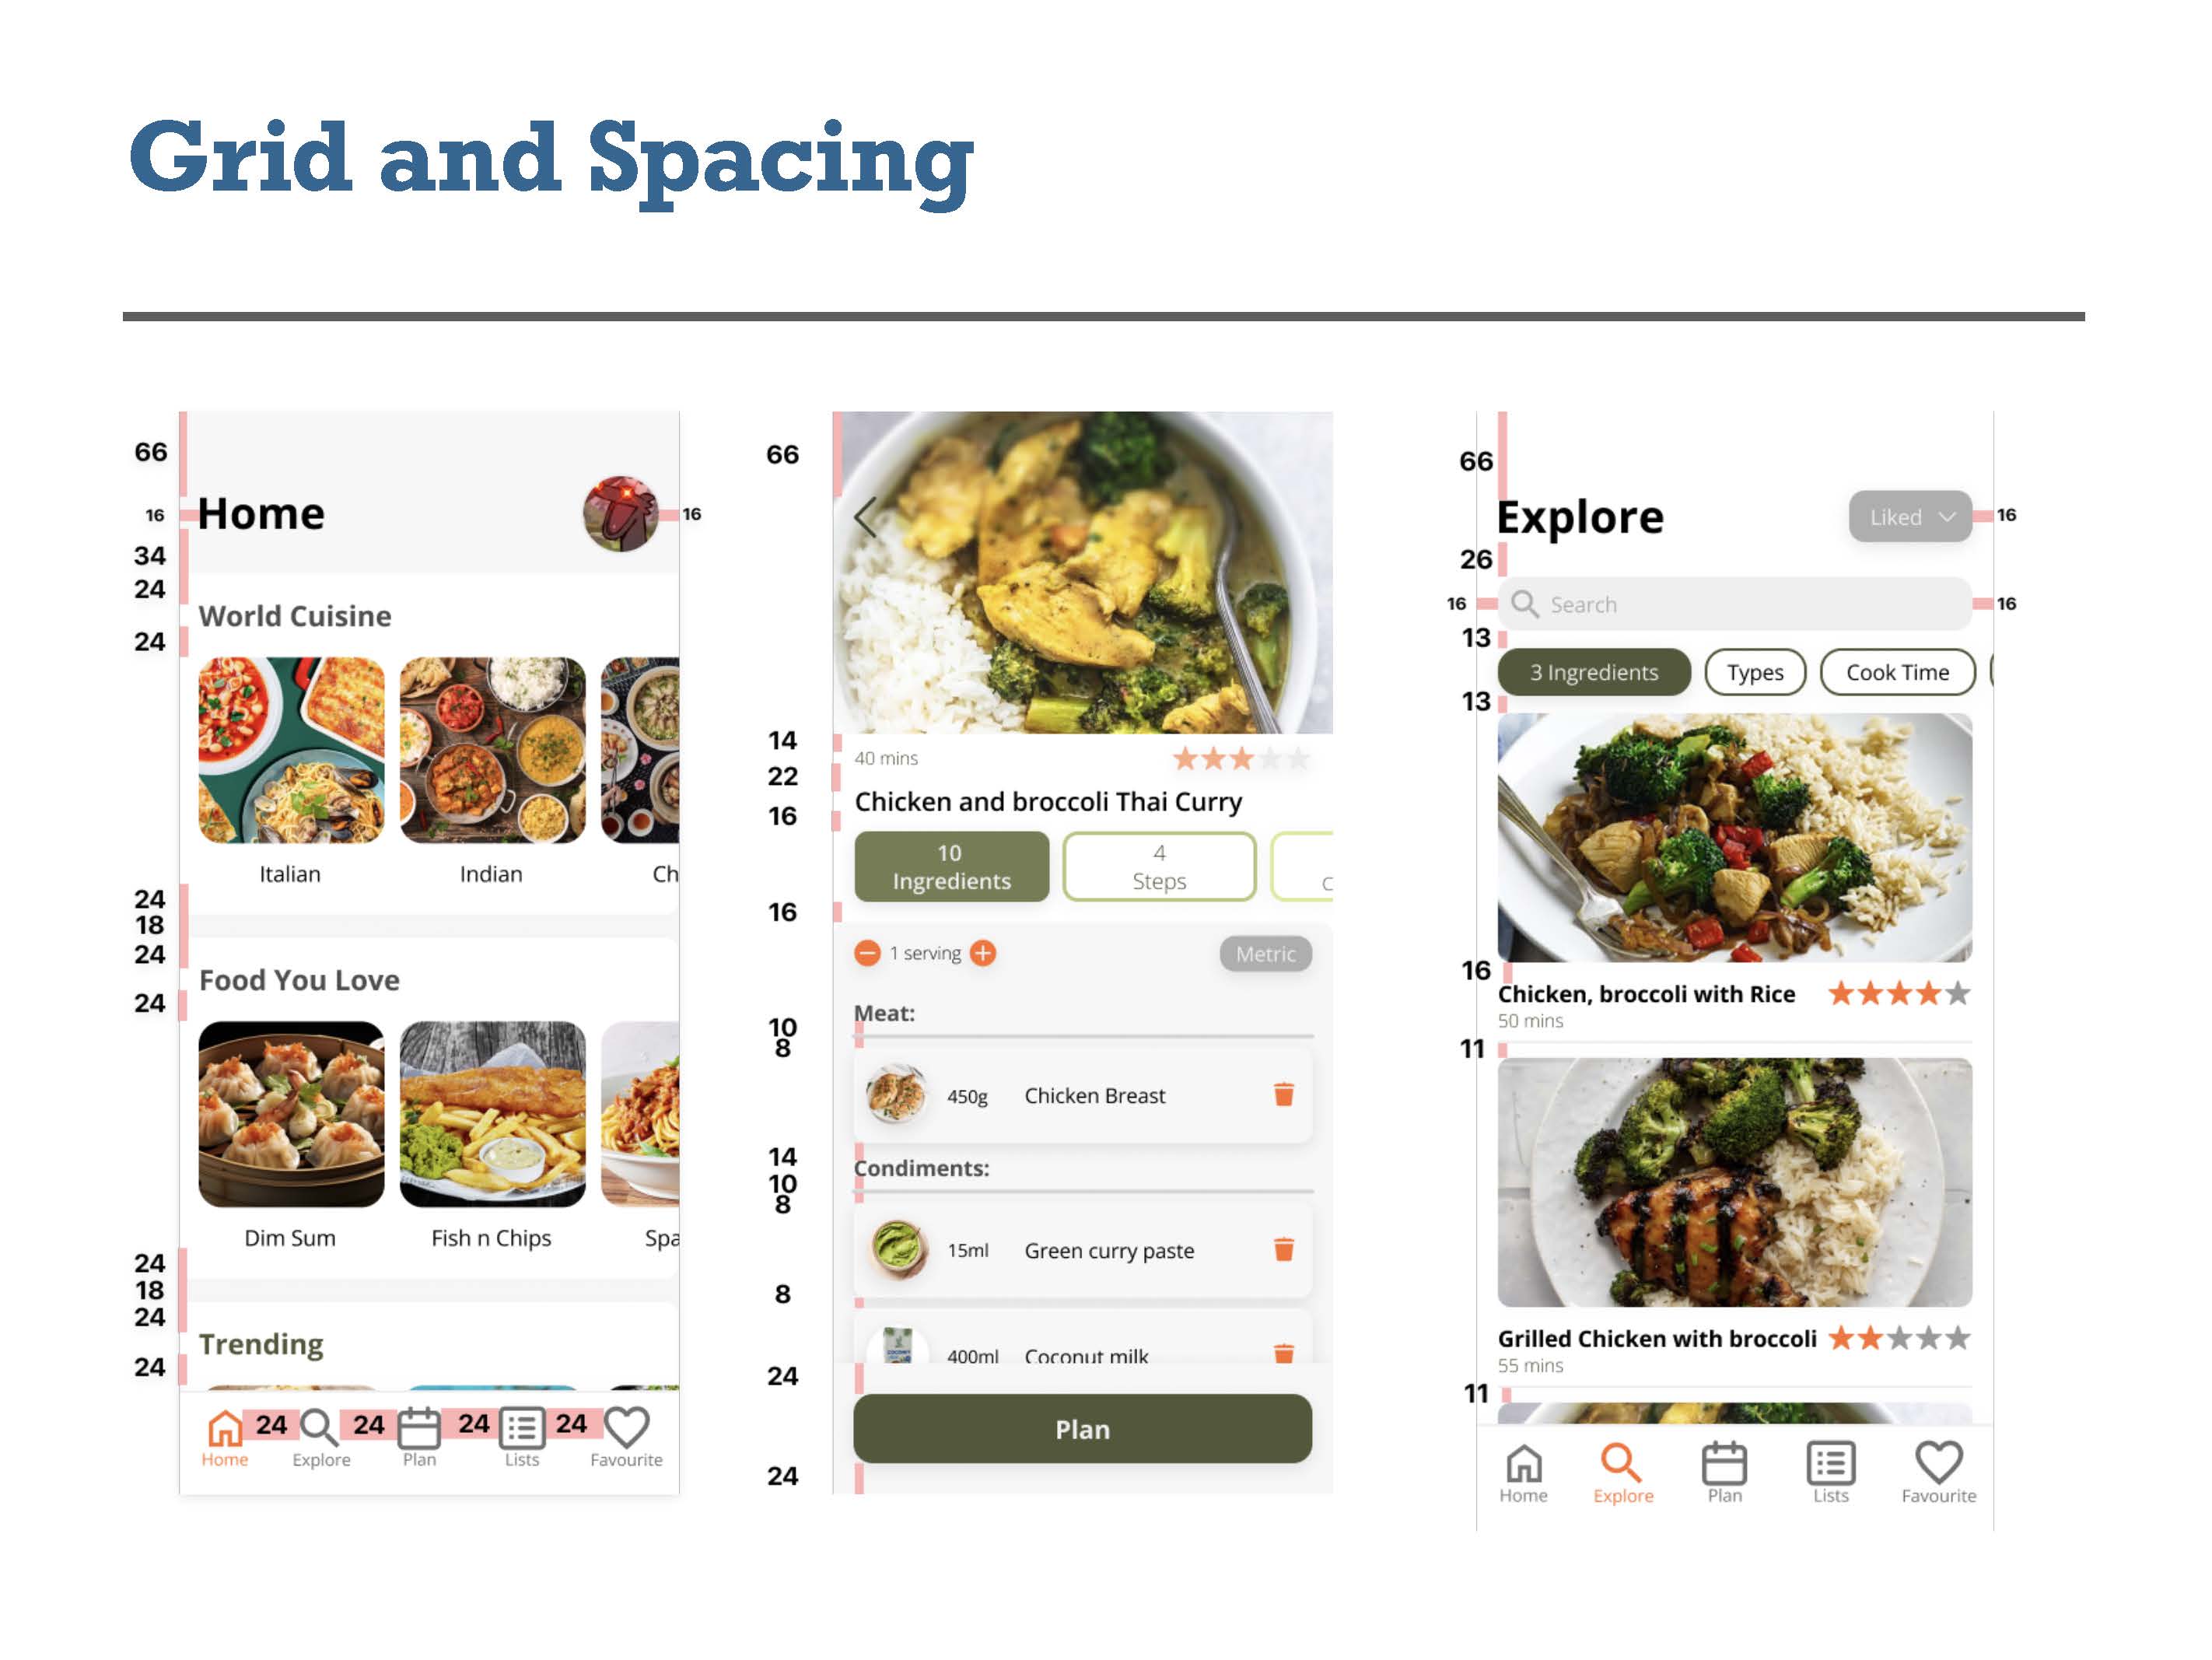 Grid and Spacing
66
16 Home 16
34
24
World Cuisine
24
Italian Indian Ch
24
18
24
Food You Love
24
Dim Sum Fish n Chips Spa
24
18
24
Trending
24
24 24 24 24
Home Explore Plan Lists Favourite
66
14
40 mins
22
Chicken and broccoli Thai Curry
16
10 4
Ingredients Steps C
16
1 serving Metric
Meat:
10
8
450g Chicken Breast
14
Condiments:
10
8
15ml Green curry paste
8
400ml Coconut milk
24
Plan
24
66
Explore Liked 16
26
16 Search 16
13
3 Ingredients Types Cook Time
13
16
Chicken, broccoli with Rice
50 mins
11
Grilled Chicken with broccoli
55 mins
11
Home Explore Plan Lists Favourite